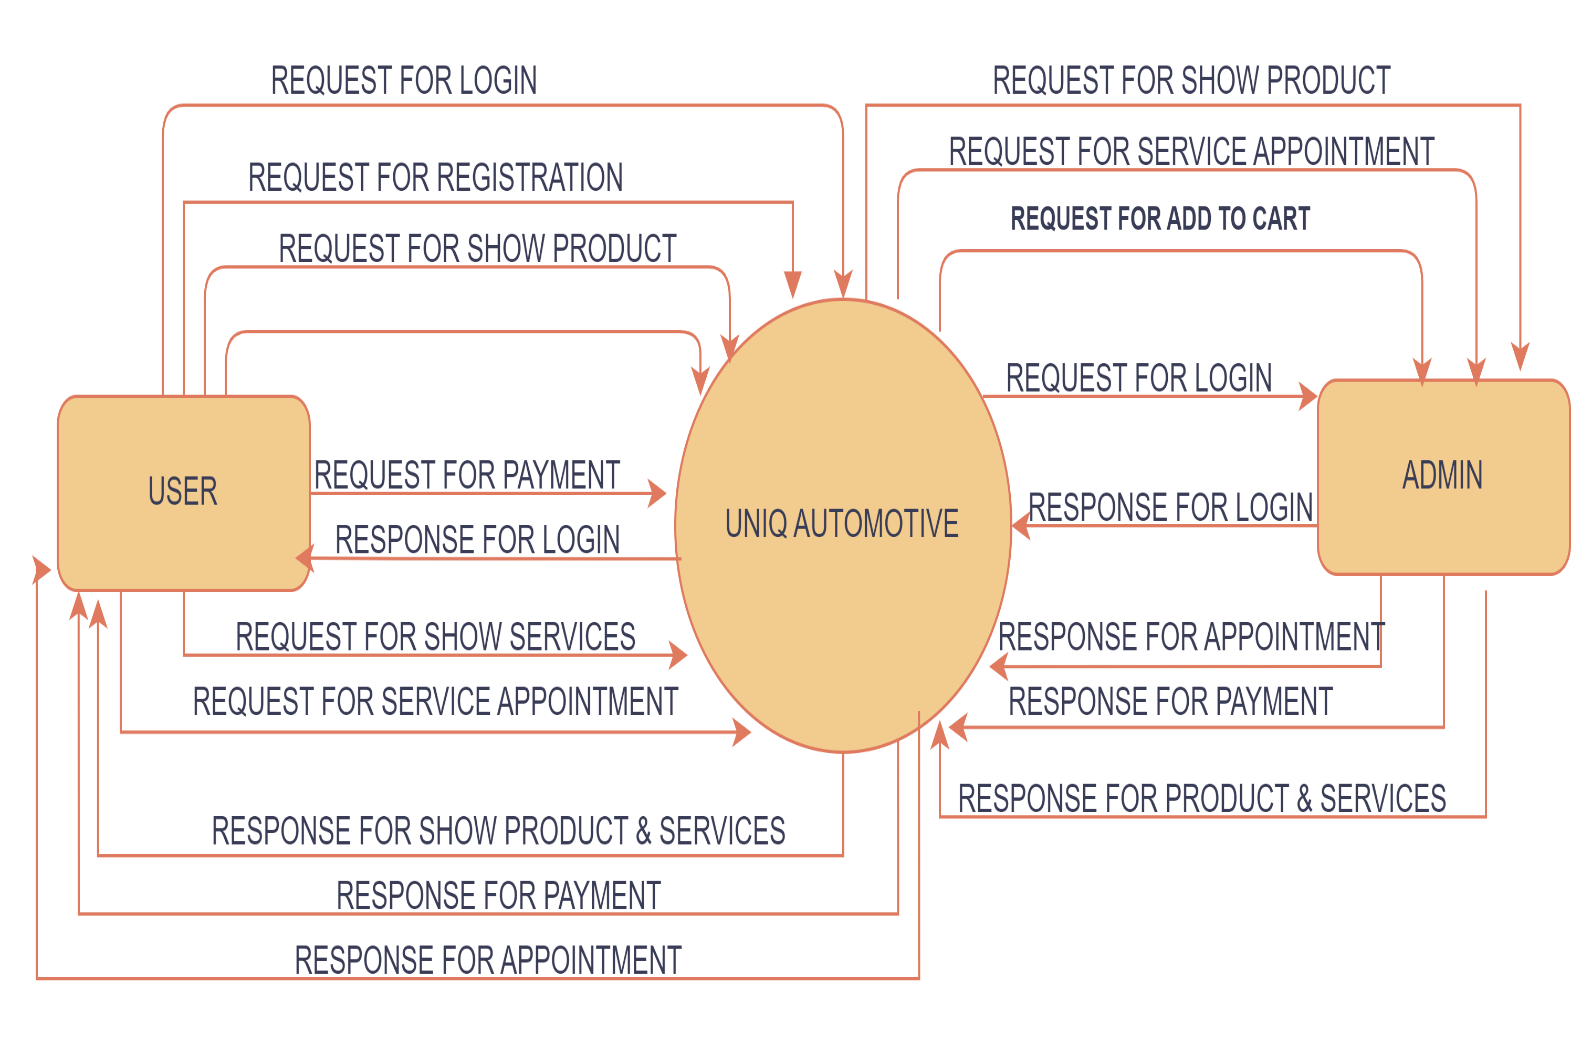 REQUEST FOR LOGIN
REQUEST FOR SHOW PRODUCT
REQUEST FOR SERVICE APPOINTMENT
REQUEST FOR REGISTRATION
REQUEST FOR ADD TO CART
REQUEST FOR SHOW PRODUCT
REQUEST FOR LOGIN
REQUEST FOR PAYMENT
USER
ADMIN
UNIQ AUTOMOTIVE
RESPONSE FOR LOGIN
RESPONSE FOR LOGIN
REQUEST FOR SHOW SERVICES
RESPONSE FOR APPOINTMENT
REQUEST FOR SERVICE APPOINTMENT
RESPONSE FOR PAYMENT
RESPONSE FOR PRODUCT & SERVICES
RESPONSE FOR SHOW PRODUCT & SERVICES
RESPONSE FOR PAYMENT
RESPONSE FOR APPOINTMENT